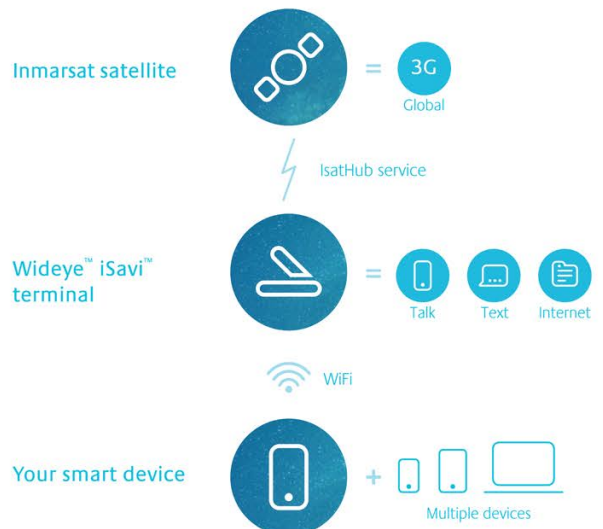 Inmarsat satellite
3G
Global
IsatHub service
Wideye™ iSavi™
terminal
Talk
Text
Internet
WiFi
Your smart device
Multiple devices